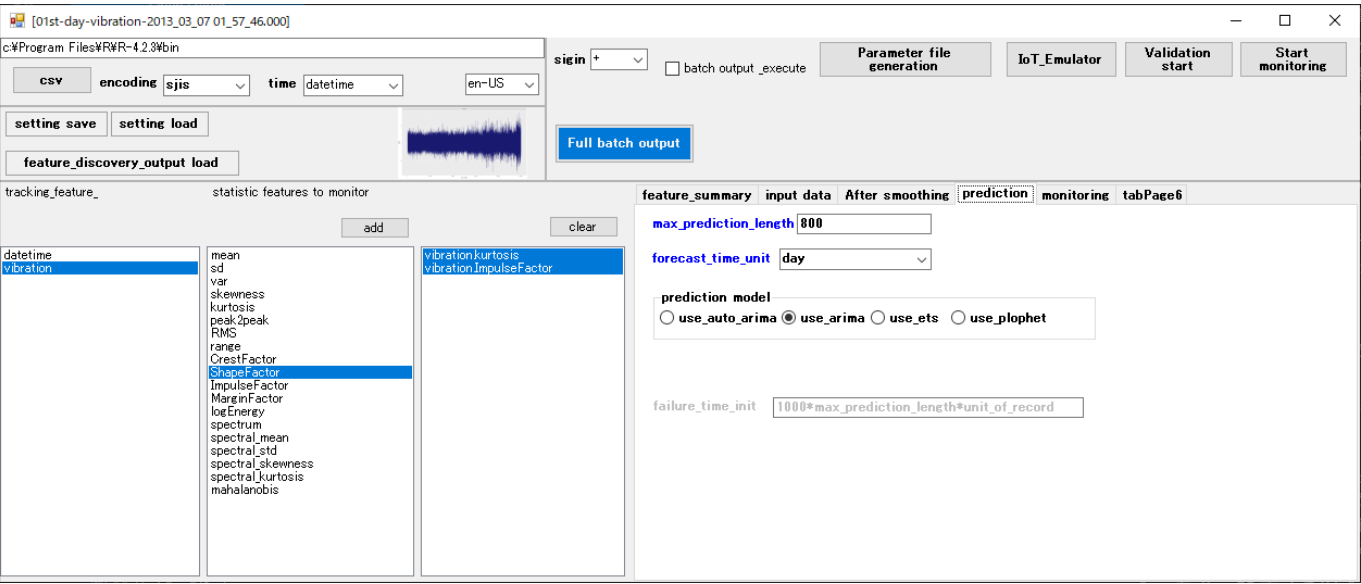 [01st-day-vibration-2013_03_07 01_57_46.000]
c:¥Program Files¥R¥R-4.2.3¥bin
csv encoding sjis time datetime en-US
sigin + batch output _execute Parameter file generation IoT_Emulator Validation start Start monitoring
setting save setting load
feature_discovery_output load
Full batch output
tracking_feature_ statistic features to monitor
add clear
datetime
vibration
mean
sd
var
skewness
kurtosis
peak2peak
RMS
range
CrestFactor
ShapeFactor
ImpulseFactor
MarginFactor
logEnergy
spectrum
spectral_mean
spectral_std
spectral_skewness
spectral_kurtosis
mahalanobis
vibration.kurtosis
vibration.ImpulseFactor
feature_summary input data After smoothing prediction monitoring tabPage6
max_prediction_length 800
forecast_time_unit day
prediction model
use_auto_arima use_arima use_ets use_plophet
failure_time_init 1000*max_prediction_length*unit_of_record